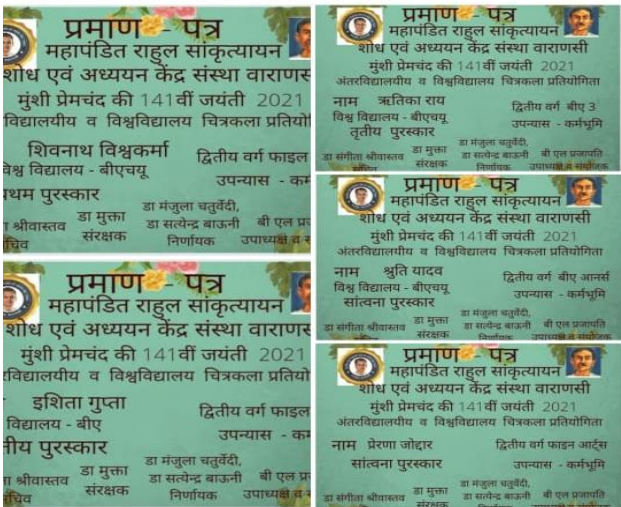 प्रमाण - पत्र
महापंडित राहुल सांकृत्यायन
शोध एवं अध्ययन केंद्र संस्था वाराणस
मुंशी प्रेमचंद की 141वीं जयंती 2021
विद्यालयीय व विश्वविद्यालय चित्रकला प्रतियो
शिवनाथ विश्वकर्मा द्वितीय वर्ग फाइल
विश्व विद्यालय - बीएचयू उपन्यास - कर्म
प्रथम पुरस्कार
डा मुक्ता डा मंजुला चतुर्वेदी,
ा श्रीवास्तव संरक्षक डा सत्येन्द्र बाऊनी बी एल प्र
चिव निर्णायक उपाध्यक्ष व स
प्रमाण - पत्र
महापंडित राहुल सांकृत्यायन
शोध एवं अध्ययन केंद्र संस्था वाराणस
मुंशी प्रेमचंद की 141वीं जयंती 2021
विद्यालयीय व विश्वविद्यालय चित्रकला प्रतियो
इशिता गुप्ता द्वितीय वर्ग फाइल
विद्यालय - बीए उपन्यास - कर्म
तीय पुरस्कार
डा मुक्ता डा मंजुला चतुर्वेदी,
ा श्रीवास्तव संरक्षक डा सत्येन्द्र बाऊनी बी एल प्र
चिव निर्णायक उपाध्यक्ष व स
प्रमाण - पत्र
महापंडित राहुल सांकृत्यायन
शोध एवं अध्ययन केंद्र संस्था वाराणसी
मुंशी प्रेमचंद की 141वीं जयंती 2021
अंतरविद्यालयीय व विश्वविद्यालय चित्रकला प्रतियोगिता
नाम ऋतिका राय द्वितीय वर्ग बीए 3
विश्व विद्यालय - बीएचयू उपन्यास - कर्मभूमि
तृतीय पुरस्कार
डा मुक्ता डा मंजुला चतुर्वेदी,
डा संगीता श्रीवास्तव संरक्षक डा सत्येन्द्र बाऊनी बी एल प्रजापति
सचिव निर्णायक उपाध्यक्ष व संयोजक
प्रमाण - पत्र
महापंडित राहुल सांकृत्यायन
शोध एवं अध्ययन केंद्र संस्था वाराणसी
मुंशी प्रेमचंद की 141वीं जयंती 2021
अंतरविद्यालयीय व विश्वविद्यालय चित्रकला प्रतियोगिता
नाम श्रुति यादव द्वितीय वर्ग बीए आनर्स
विश्व विद्यालय - बीएचयू उपन्यास - कर्मभूमि
सांत्वना पुरस्कार
डा मुक्ता डा मंजुला चतुर्वेदी,
डा संगीता श्रीवास्तव संरक्षक डा सत्येन्द्र बाऊनी बी एल प्रजापति
प्रमाण - पत्र
महापंडित राहुल सांकृत्यायन
शोध एवं अध्ययन केंद्र संस्था वाराणसी
मुंशी प्रेमचंद की 141वीं जयंती 2021
अंतरविद्यालयीय व विश्वविद्यालय चित्रकला प्रतियोगिता
नाम प्रेरणा जोद्दार द्वितीय वर्ग फाइन आर्ट्स
सांत्वना पुरस्कार उपन्यास - कर्मभूमि
डा मुक्ता डा मंजुला चतुर्वेदी,
डा संगीता श्रीवास्तव संरक्षक डा सत्येन्द्र बाऊनी बी एल प्रजापति